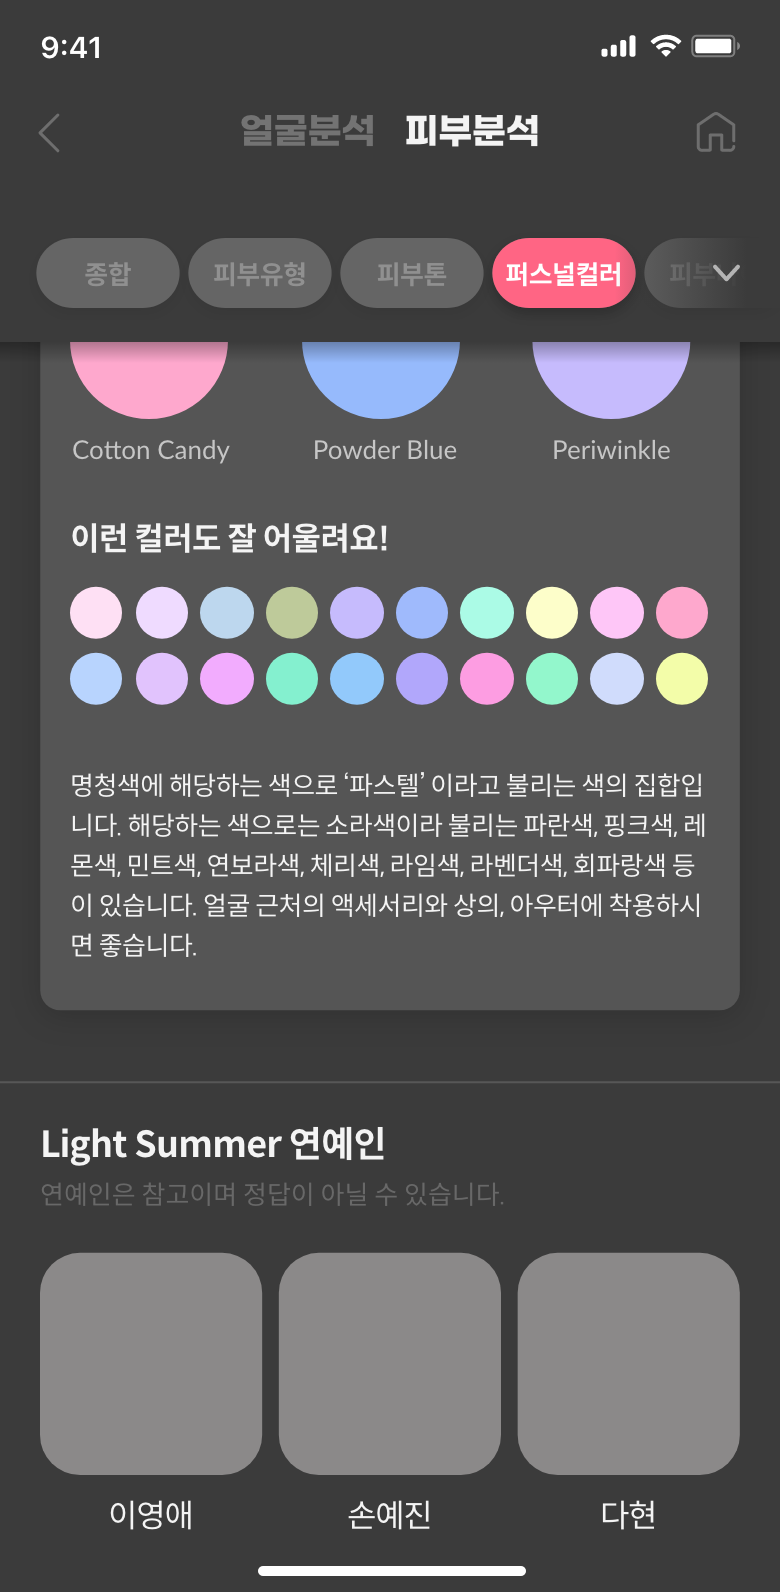 9:41
얼굴분석 피부분석
종합 피부유형 피부톤 퍼스널컬러 피부
Cotton Candy Powder Blue Periwinkle
이런 컬러도 잘 어울려요!
명청색에 해당하는 색으로 ‘파스텔’ 이라고 불리는 색의 집합입
니다. 해당하는 색으로는 소라색이라 불리는 파란색, 핑크색, 레
몬색, 민트색, 연보라색, 체리색, 라임색, 라벤더색, 회파랑색 등
이 있습니다. 얼굴 근처의 액세서리와 상의, 아우터에 착용하시
면 좋습니다.
Light Summer 연예인
연예인은 참고이며 정답이 아닐 수 있습니다.
이영애 손예진 다현